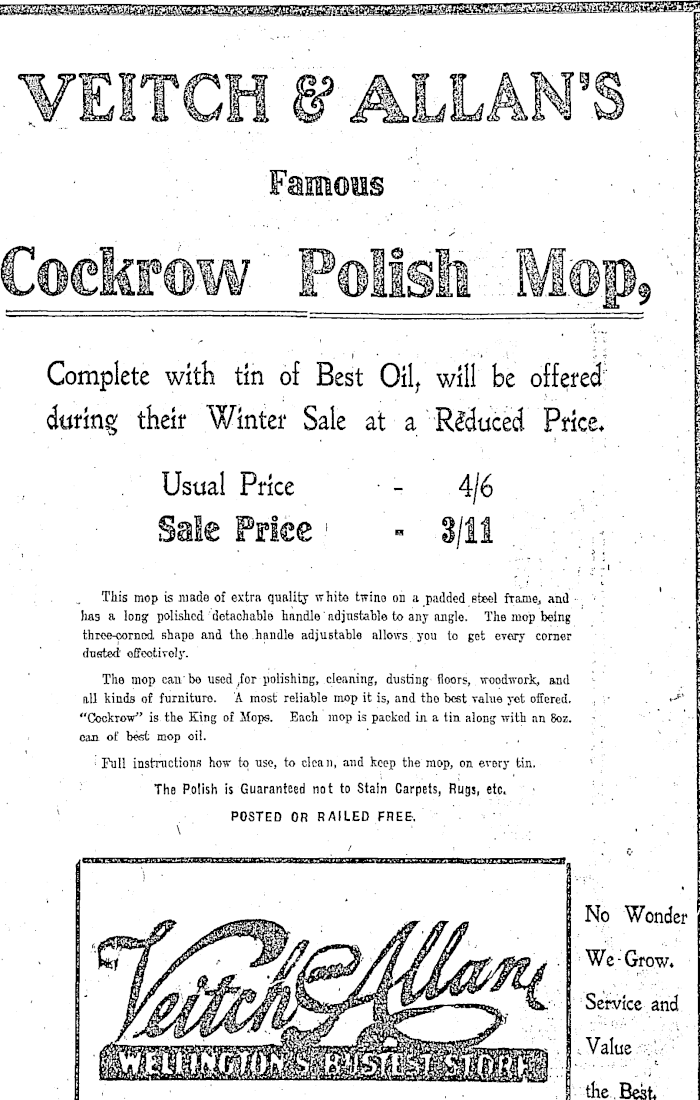 VEITCH & ALLAN'S
Famous
Cockrow Polish Mop,
Complete with tin of Best Oil, will be offered
during their Winter Sale at a Reduced Price.
Usual Price - 4/6
Sale Price - 3/11
This mop is made of extra quality white twine on a padded steel frame, and
has a long polished detachable handle adjustable to any angle. The mop being
three-corned shape and the handle adjustable allows you to get every corner
dusted effectively.
The mop can be used for polishing, cleaning, dusting floors, woodwork, and
all kinds of furniture. A most reliable mop it is, and the best value yet offered.
"Cockrow" is the King of Mops. Each mop is packed in a tin along with an 8oz.
can of best mop oil.
Full instructions how to use, to clean, and keep the mop, on every tin.
The Polish is Guaranteed not to Stain Carpets, Rugs, etc.
POSTED OR RAILED FREE.
Veitch & Allan
WELLINGTON'S BUSIEST STORE
No Wonder
We Grow.
Service and
Value
the Best.